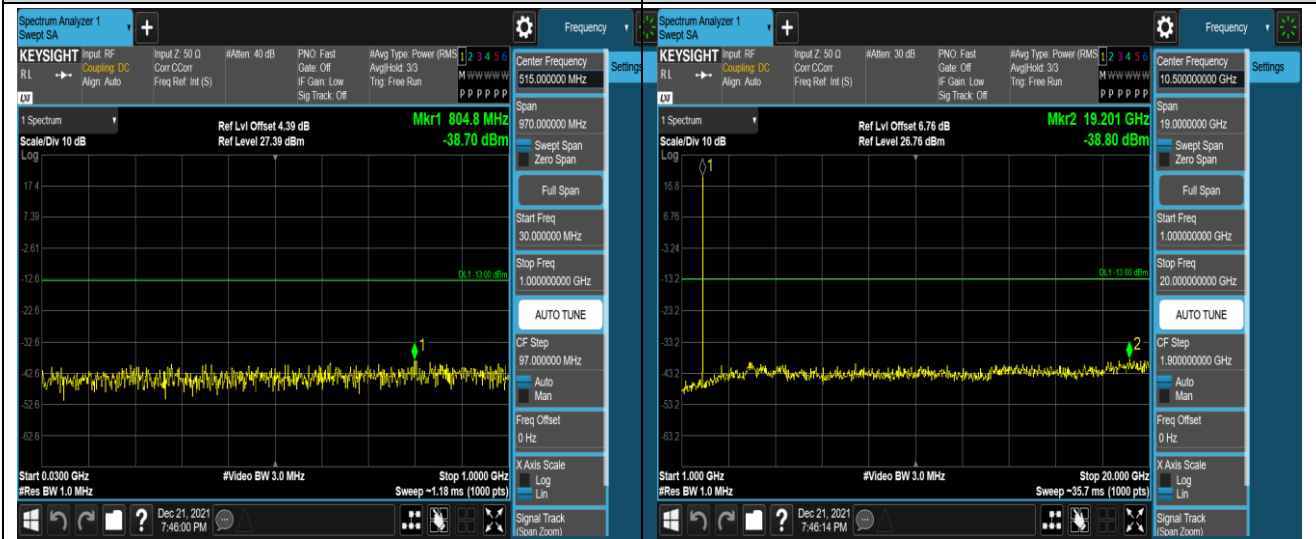 Spectrum Analyzer 1
Swept SA
+
Frequency
KEYSIGHT
RL
LXI
Input: RF
Coupling: DC
Align: Auto
Input Z: 50 Ω
Corr CCorr
Freq Ref: Int (S)
#Atten: 40 dB
PNO: Fast
Gate: Off
IF Gain: Low
Sig Track: Off
#Avg Type: Power (RMS
Avg|Hold: 3/3
Trig: Free Run
1 2 3 4 5 6
M W W W W W
P P P P P P
1 Spectrum
Scale/Div 10 dB
Log
Ref Lvl Offset 4.39 dB
Ref Level 27.39 dBm
Mkr1 804.8 MHz
-38.70 dBm
17.4
7.39
-2.61
-12.6
-22.6
-32.6
-42.6
-52.6
-62.6
DL1 -13.00 dBm
1
Start 0.0300 GHz
#Res BW 1.0 MHz
#Video BW 3.0 MHz
Stop 1.0000 GHz
Sweep ~1.18 ms (1000 pts)
Dec 21, 2021
7:46:00 PM
Center Frequency
515.000000 MHz
Settings
Span
970.000000 MHz
Swept Span
Zero Span
Full Span
Start Freq
30.000000 MHz
Stop Freq
1.000000000 GHz
AUTO TUNE
CF Step
97.000000 MHz
Auto
Man
Freq Offset
0 Hz
X Axis Scale
Log
Lin
Signal Track
(Span Zoom)
Spectrum Analyzer 1
Swept SA
+
Frequency
KEYSIGHT
RL
LXI
Input: RF
Coupling: DC
Align: Auto
Input Z: 50 Ω
Corr CCorr
Freq Ref: Int (S)
#Atten: 30 dB
PNO: Fast
Gate: Off
IF Gain: Low
Sig Track: Off
#Avg Type: Power (RMS
Avg|Hold: 3/3
Trig: Free Run
1 2 3 4 5 6
M W W W W W
P P P P P P
1 Spectrum
Scale/Div 10 dB
Log
Ref Lvl Offset 6.76 dB
Ref Level 26.76 dBm
Mkr2 19.201 GHz
-38.80 dBm
1
16.8
6.76
-3.24
-13.2
-23.2
-33.2
-43.2
-53.2
-63.2
DL1 -13.00 dBm
2
Start 1.000 GHz
#Res BW 1.0 MHz
#Video BW 3.0 MHz
Stop 20.000 GHz
Sweep ~35.7 ms (1000 pts)
Dec 21, 2021
7:46:14 PM
Center Frequency
10.500000000 GHz
Settings
Span
19.0000000 GHz
Swept Span
Zero Span
Full Span
Start Freq
1.000000000 GHz
Stop Freq
20.000000000 GHz
AUTO TUNE
CF Step
1.900000000 GHz
Auto
Man
Freq Offset
0 Hz
X Axis Scale
Log
Lin
Signal Track
(Span Zoom)